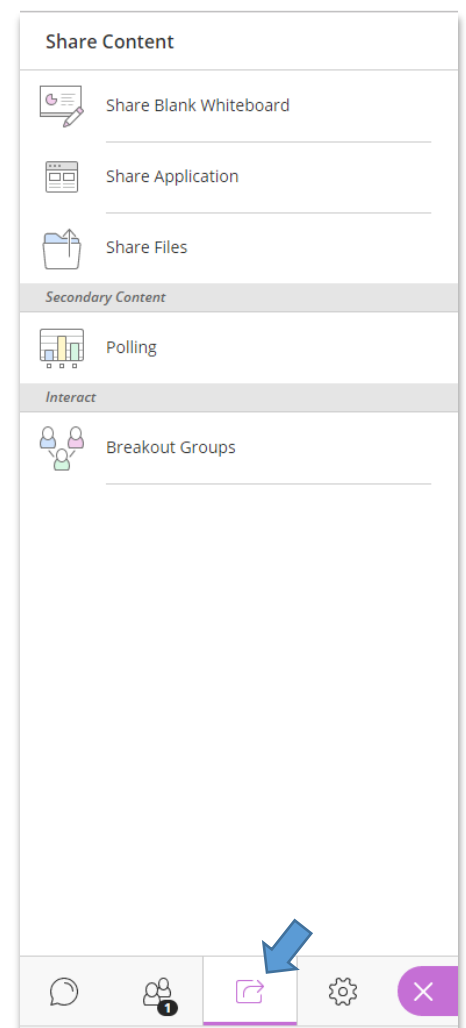 Share Content
Share Blank Whiteboard
Share Application
Share Files
Secondary Content
Polling
Interact
Breakout Groups
1